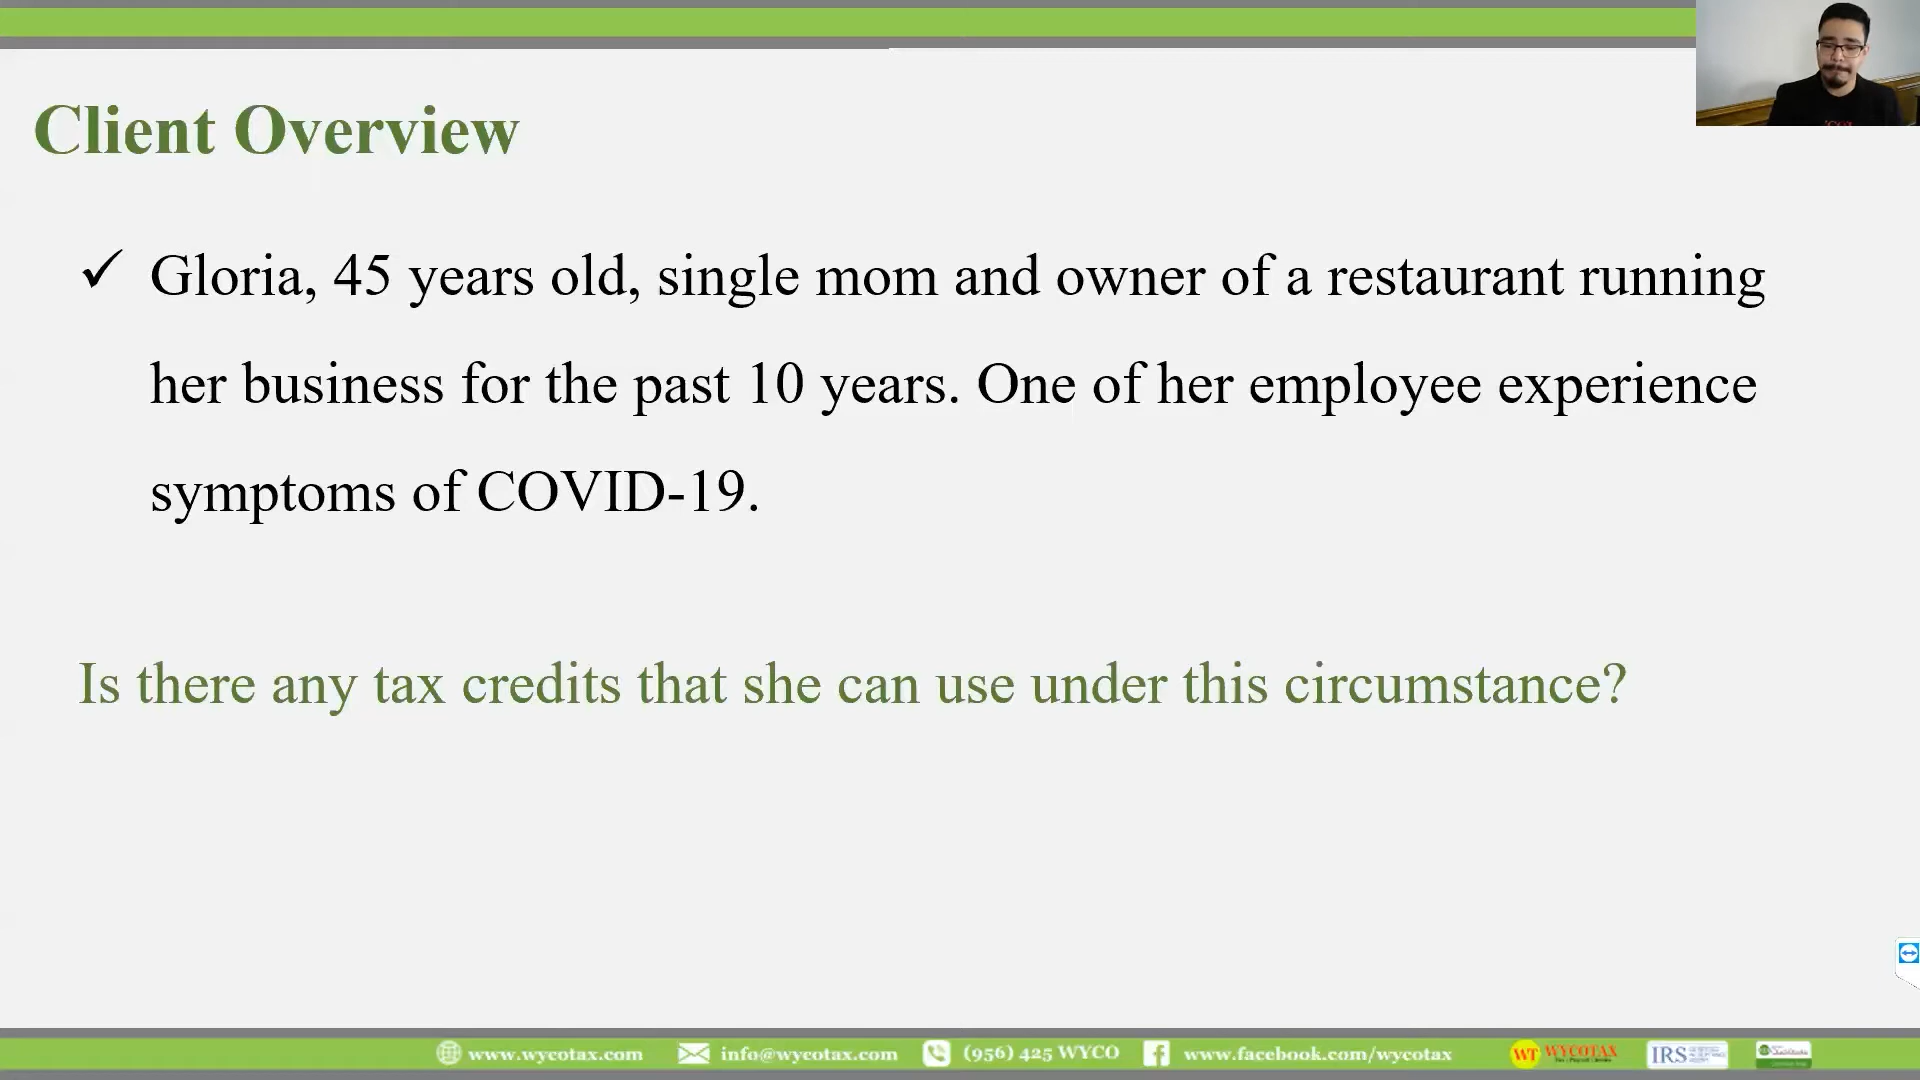 Client Overview
✓ Gloria, 45 years old, single mom and owner of a restaurant running
her business for the past 10 years. One of her employee experience
symptoms of COVID-19.
Is there any tax credits that she can use under this circumstance?
www.wycotax.com info@wycotax.com (956) 425 WYCO www.facebook.com/wycotax WT WYCOTAX IRS